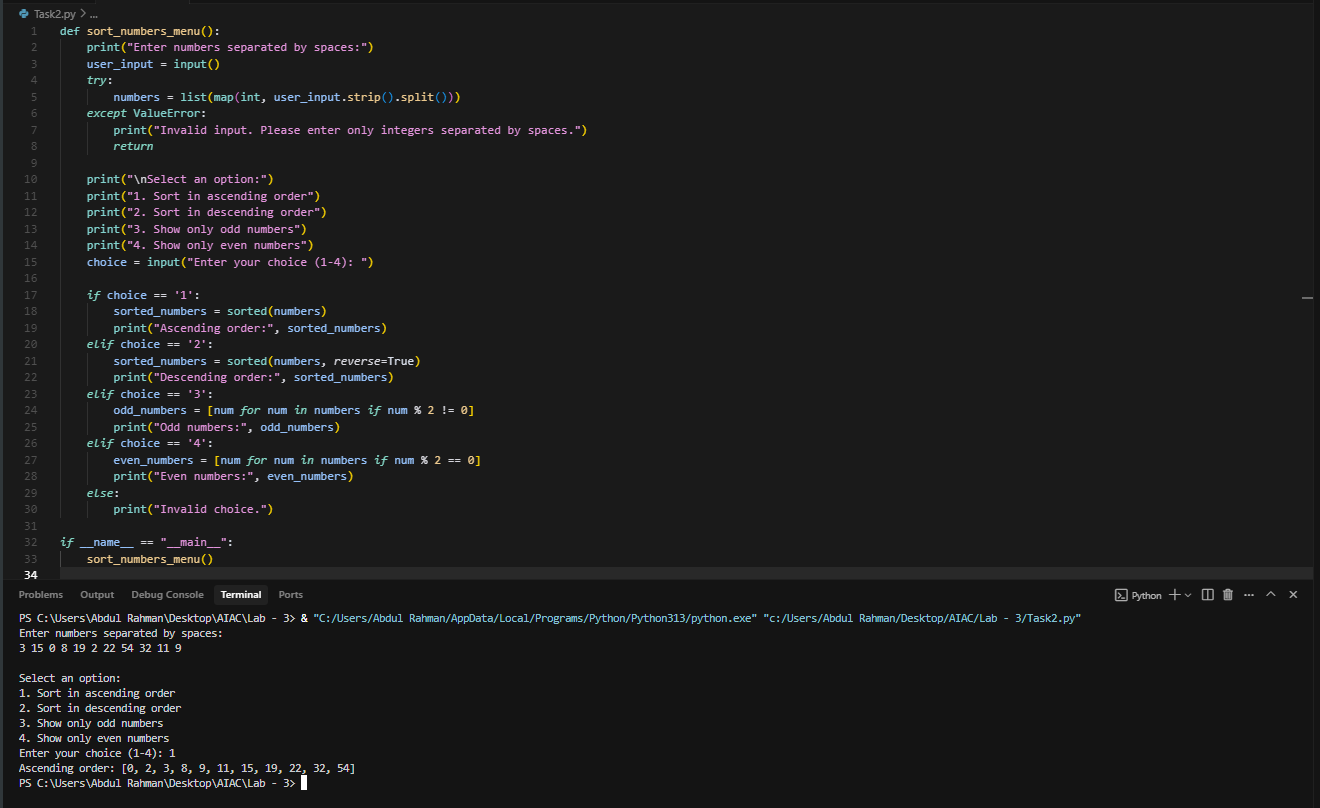 Task2.py > ...
1 def sort_numbers_menu():
2     print("Enter numbers separated by spaces:")
3     user_input = input()
4     try:
5         numbers = list(map(int, user_input.strip().split()))
6     except ValueError:
7         print("Invalid input. Please enter only integers separated by spaces.")
8         return
9
10     print("\nSelect an option:")
11     print("1. Sort in ascending order")
12     print("2. Sort in descending order")
13     print("3. Show only odd numbers")
14     print("4. Show only even numbers")
15     choice = input("Enter your choice (1-4): ")
16
17     if choice == '1':
18         sorted_numbers = sorted(numbers)
19         print("Ascending order:", sorted_numbers)
20     elif choice == '2':
21         sorted_numbers = sorted(numbers, reverse=True)
22         print("Descending order:", sorted_numbers)
23     elif choice == '3':
24         odd_numbers = [num for num in numbers if num % 2 != 0]
25         print("Odd numbers:", odd_numbers)
26     elif choice == '4':
27         even_numbers = [num for num in numbers if num % 2 == 0]
28         print("Even numbers:", even_numbers)
29     else:
30         print("Invalid choice.")
31
32 if __name__ == "__main__":
33     sort_numbers_menu()
34
Problems Output Debug Console Terminal Ports Python
PS C:\Users\Abdul Rahman\Desktop\AIAC\Lab - 3> & "C:/Users/Abdul Rahman/AppData/Local/Programs/Python/Python313/python.exe" "c:/Users/Abdul Rahman/Desktop/AIAC/Lab - 3/Task2.py"
Enter numbers separated by spaces:
3 15 0 8 19 2 22 54 32 11 9

Select an option:
1. Sort in ascending order
2. Sort in descending order
3. Show only odd numbers
4. Show only even numbers
Enter your choice (1-4): 1
Ascending order: [0, 2, 3, 8, 9, 11, 15, 19, 22, 32, 54]
PS C:\Users\Abdul Rahman\Desktop\AIAC\Lab - 3>